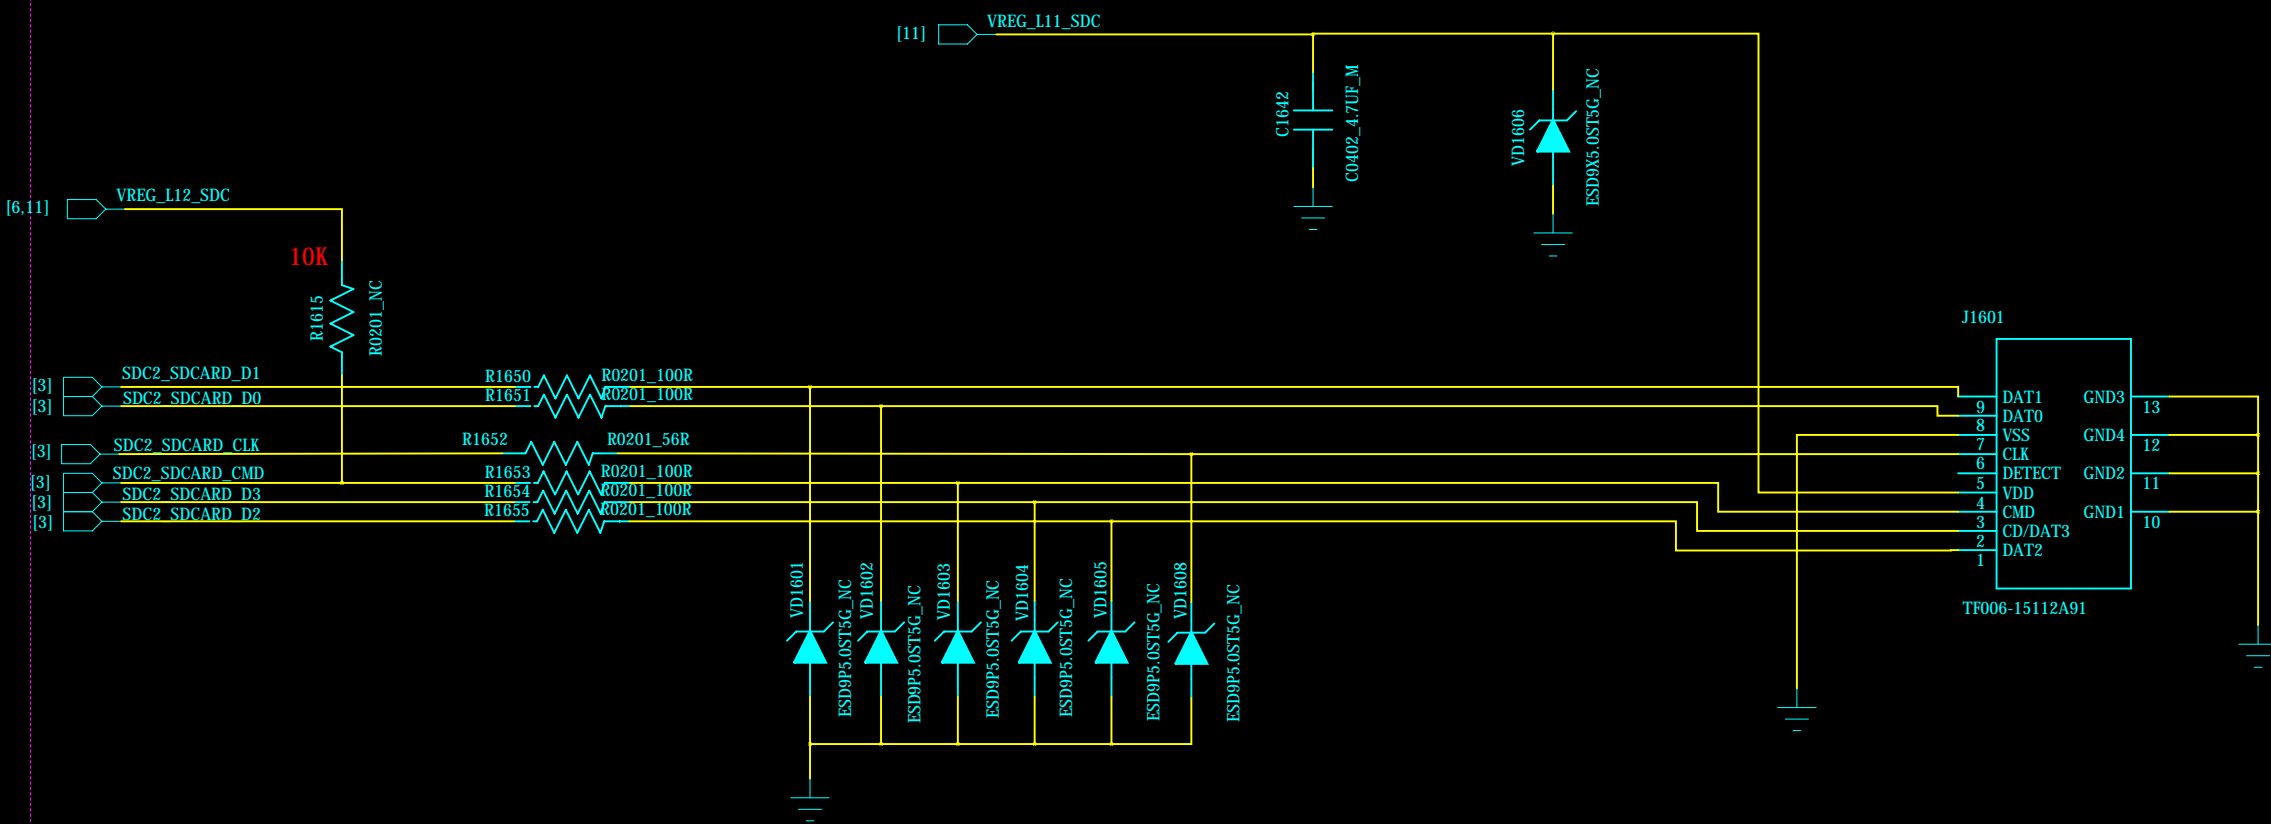 VREG_L11_SDC
[11]
C1642
C0402_4.7UF_M
VD1606
ESD9X5.0ST5G_NC
VREG_L12_SDC
[6,11]
10K
R1615
R0201_NC
J1601
[3]
SDC2_SDCARD_D1
R1650
R0201_100R
[3]
SDC2_SDCARD_D0
R1651
R0201_100R
[3]
SDC2_SDCARD_CLK
R1652
R0201_56R
[3]
SDC2_SDCARD_CMD
R1653
R0201_100R
[3]
SDC2_SDCARD_D3
R1654
R0201_100R
[3]
SDC2_SDCARD_D2
R1655
R0201_100R
DAT1
9
DAT0
8
VSS
7
CLK
6
DETECT
5
VDD
4
CMD
3
CD/DAT3
2
DAT2
1
GND3
13
GND4
12
GND2
11
GND1
10
TF006-15112A91
VD1601
ESD9P5.0ST5G_NC
VD1602
ESD9P5.0ST5G_NC
VD1603
ESD9P5.0ST5G_NC
VD1604
ESD9P5.0ST5G_NC
VD1605
ESD9P5.0ST5G_NC
VD1608
ESD9P5.0ST5G_NC